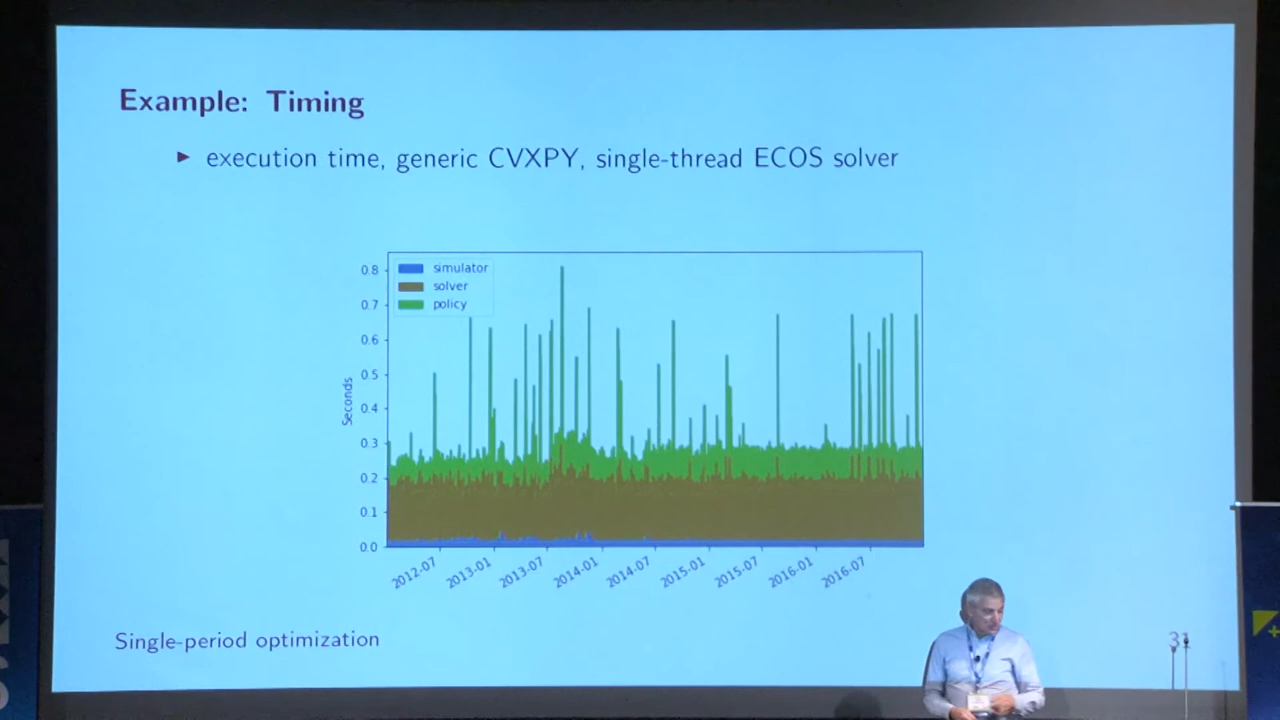 Example: Timing
► execution time, generic CVXPY, single-thread ECOS solver
simulator
solver
policy
0.8
0.7
0.6
0.5
0.4
0.3
0.2
0.1
0.0
Seconds
2012-07
2013-01
2013-07
2014-01
2014-07
2015-01
2015-07
2016-01
2016-07
Single-period optimization
31